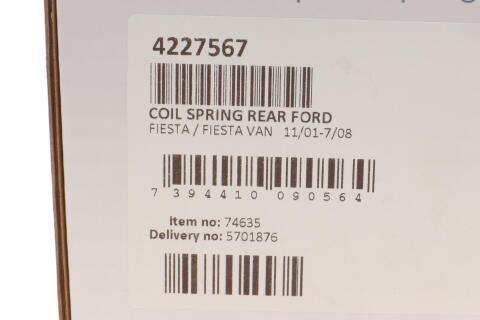 4227567
COIL SPRING REAR FORD
FIESTA / FIESTA VAN 11/01-7/08
7 394410 090564
Item no: 74635
Delivery no: 5701876